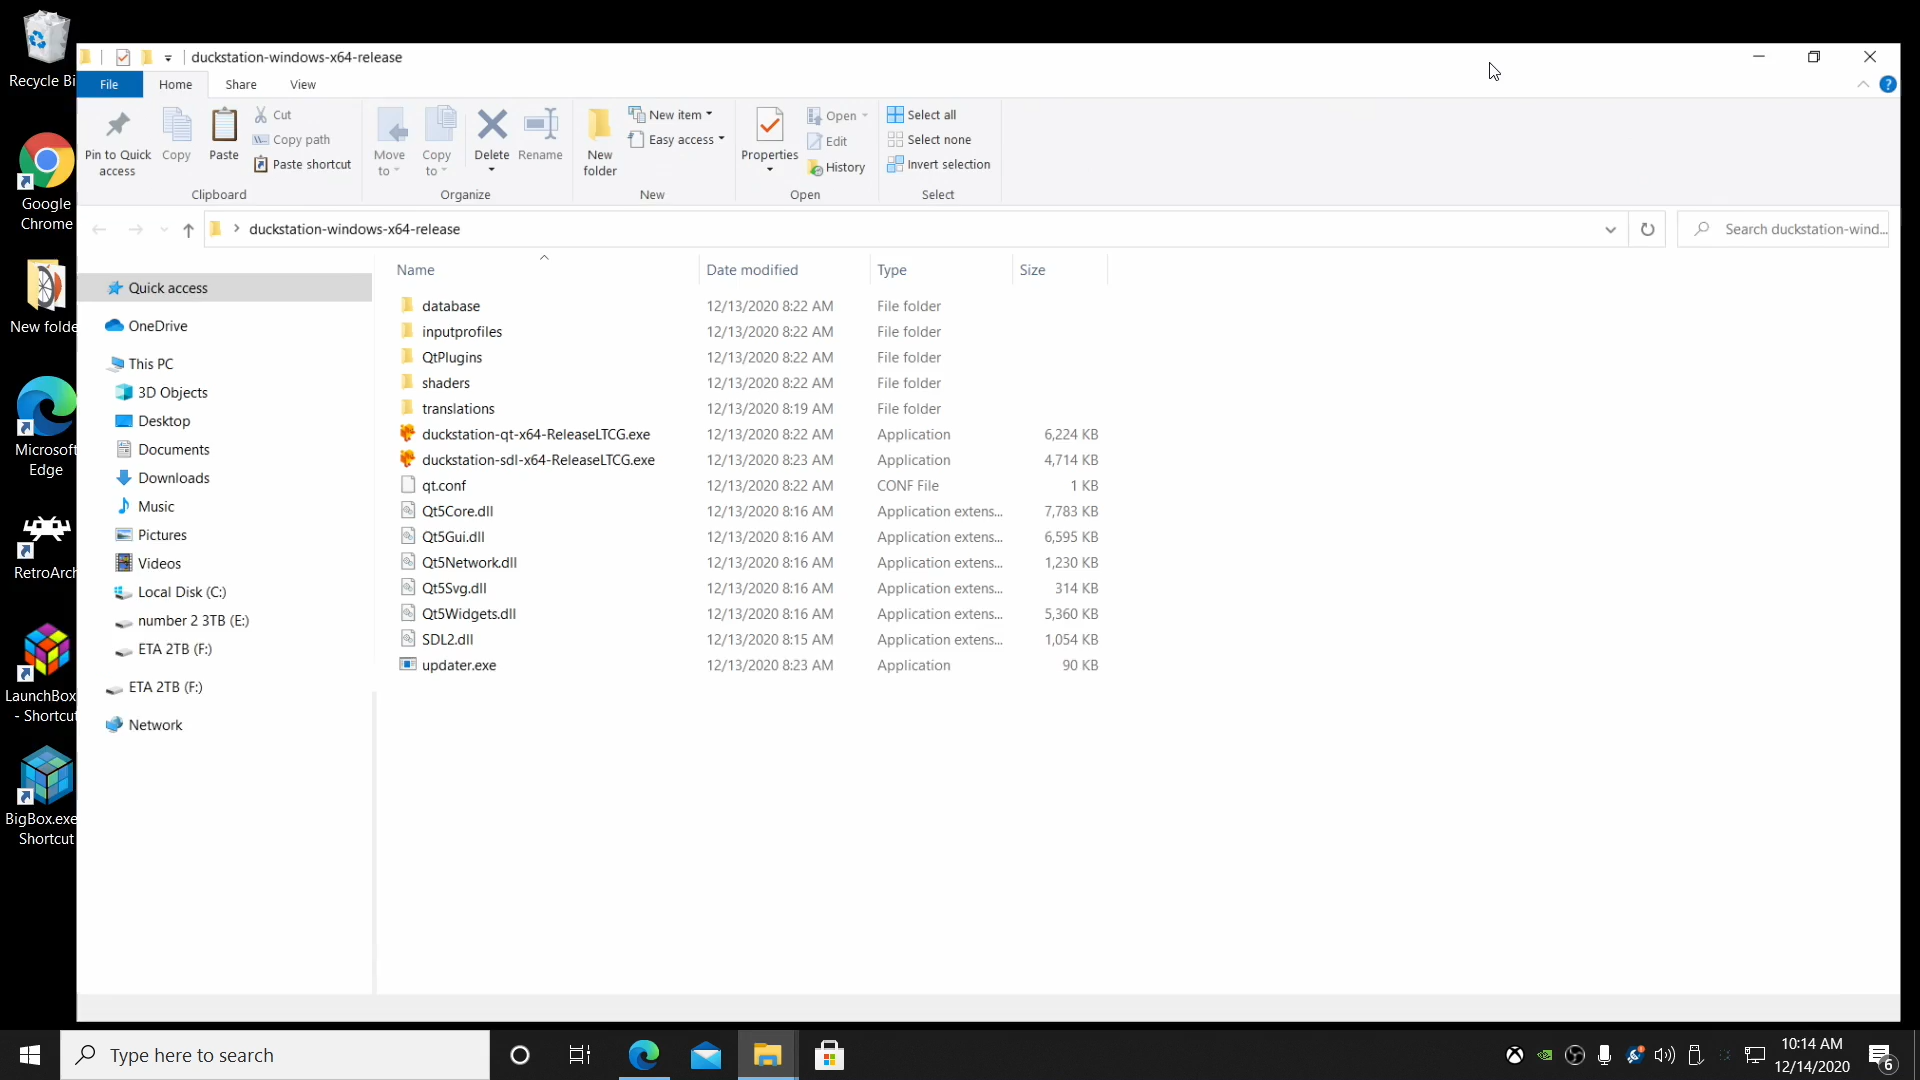 Recycle Bi
Google
Chrome
New folde
Microsoft
Edge
RetroArch
LaunchBox
- Shortcut
BigBox.exe
Shortcut
duckstation-windows-x64-release
File
Home
Share
View
Pin to Quick
access
Copy
Paste
Cut
Copy path
Paste shortcut
Clipboard
Move
to
Copy
to
Delete
Rename
Organize
New
folder
New item
Easy access
New
Properties
Open
Edit
History
Open
Select all
Select none
Invert selection
Select
duckstation-windows-x64-release
Search duckstation-wind...
Quick access
OneDrive
This PC
3D Objects
Desktop
Documents
Downloads
Music
Pictures
Videos
Local Disk (C:)
number 2 3TB (E:)
ETA 2TB (F:)
ETA 2TB (F:)
Network
Name Date modified Type Size
database 12/13/2020 8:22 AM File folder
inputprofiles 12/13/2020 8:22 AM File folder
QtPlugins 12/13/2020 8:22 AM File folder
shaders 12/13/2020 8:22 AM File folder
translations 12/13/2020 8:19 AM File folder
duckstation-qt-x64-ReleaseLTCG.exe 12/13/2020 8:22 AM Application 6,224 KB
duckstation-sdl-x64-ReleaseLTCG.exe 12/13/2020 8:23 AM Application 4,714 KB
qt.conf 12/13/2020 8:22 AM CONF File 1 KB
Qt5Core.dll 12/13/2020 8:16 AM Application extens... 7,783 KB
Qt5Gui.dll 12/13/2020 8:16 AM Application extens... 6,595 KB
Qt5Network.dll 12/13/2020 8:16 AM Application extens... 1,230 KB
Qt5Svg.dll 12/13/2020 8:16 AM Application extens... 314 KB
Qt5Widgets.dll 12/13/2020 8:16 AM Application extens... 5,360 KB
SDL2.dll 12/13/2020 8:15 AM Application extens... 1,054 KB
updater.exe 12/13/2020 8:23 AM Application 90 KB
Type here to search
10:14 AM
12/14/2020
6